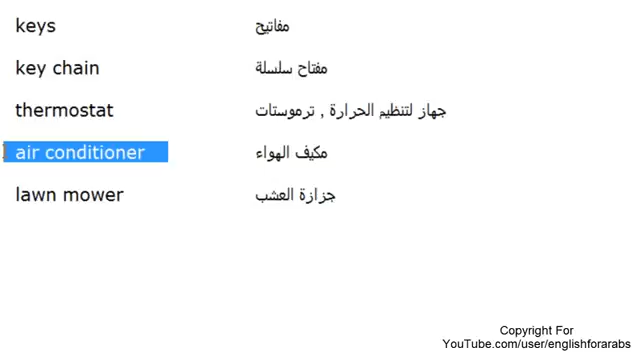 keys مفاتيح
key chain مفتاح سلسلة
thermostat جهاز لتنظيم الحرارة , ترموستات
air conditioner مكيف الهواء
lawn mower جزازة العشب
Copyright For
YouTube.com/user/englishforarabs